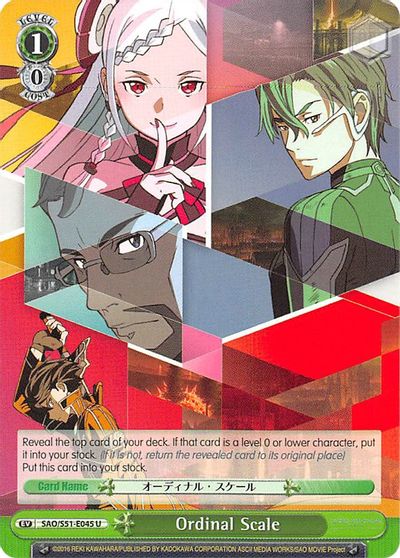 LEVEL
1
0
COST
Reveal the top card of your deck. If that card is a level 0 or lower character, put
it into your stock. (If it is not, return the revealed card to its original place)
Put this card into your stock.
Card Name
オーディナル・スケール
EV SAO/S51-E045 U
Ordinal Scale
©2016 REKI KAWAHARA/PUBLISHED BY KADOKAWA CORPORATION ASCII MEDIA WORKS/SAO MOVIE Project